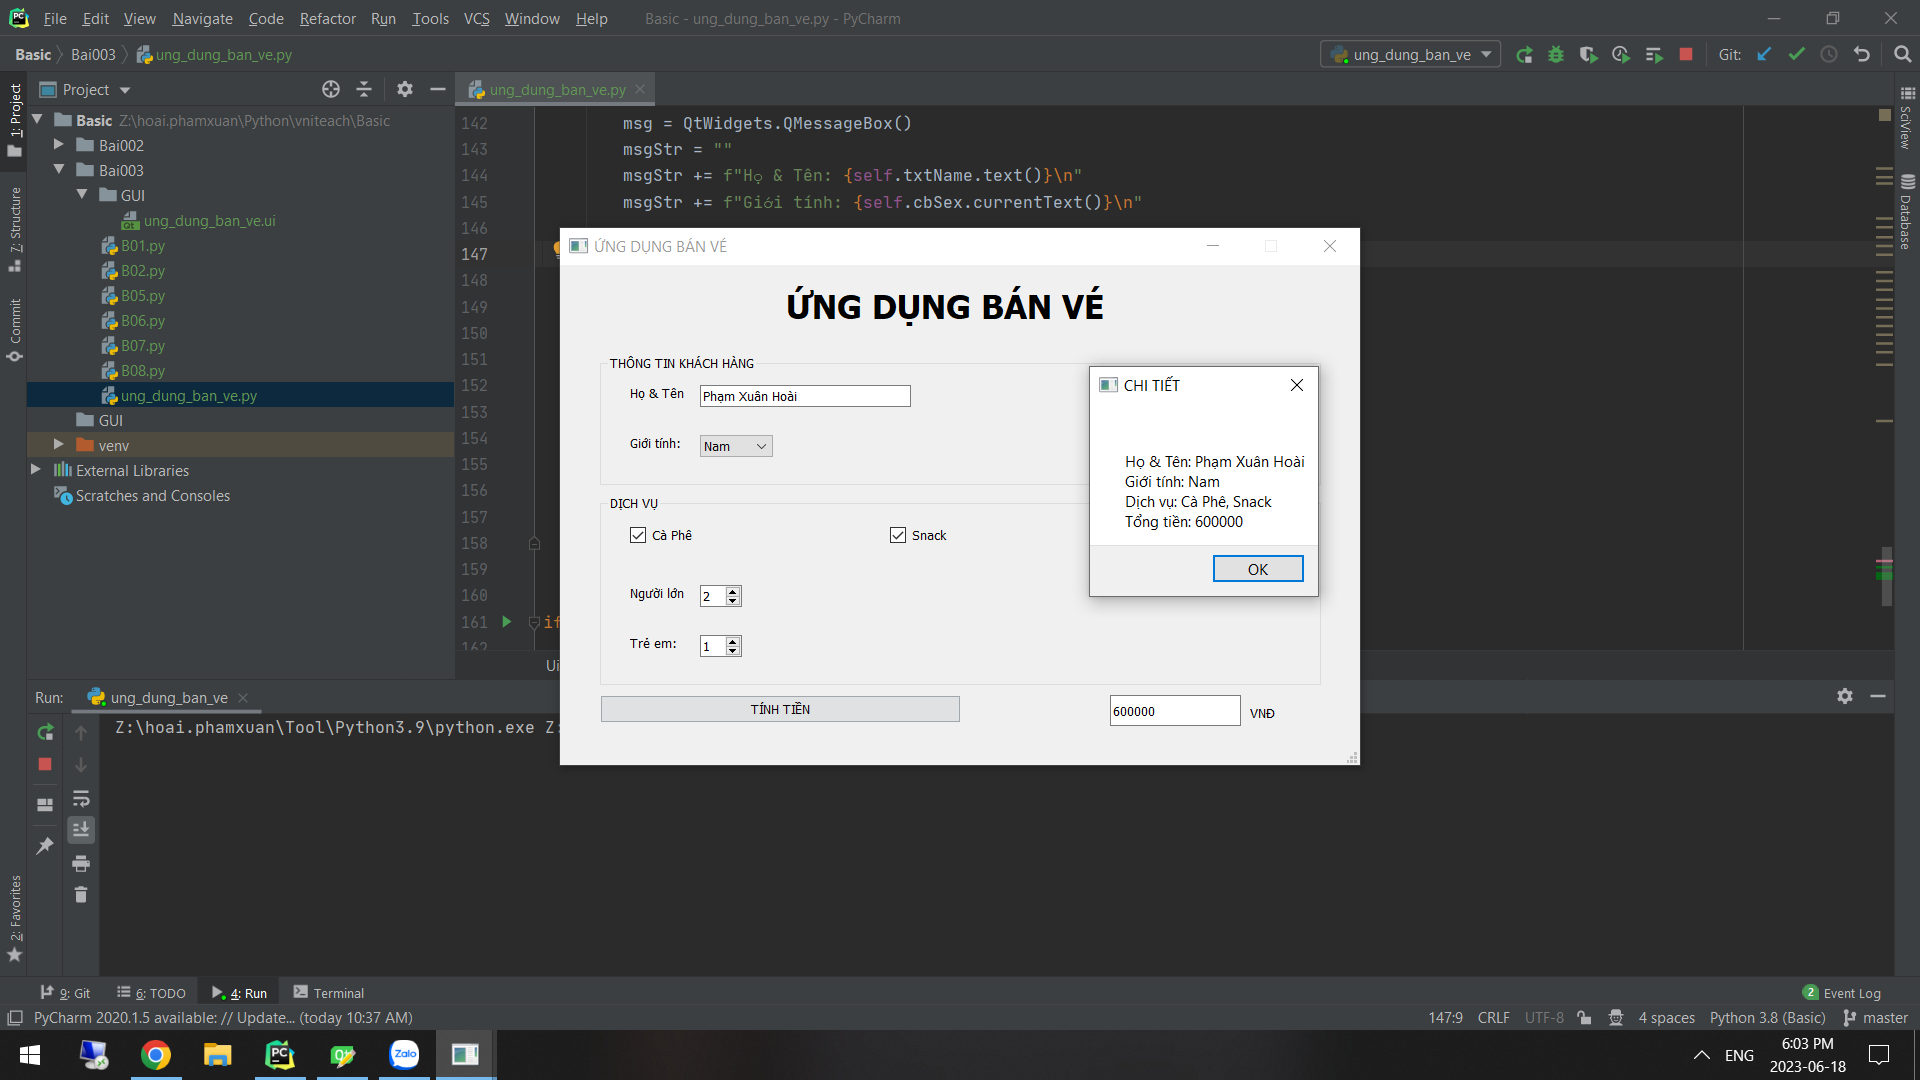 File Edit View Navigate Code Refactor Run Tools VCS Window Help Basic - ung_dung_ban_ve.py - PyCharm
Basic Bai003 ung_dung_ban_ve.py ung_dung_ban_ve Git:
Project ung_dung_ban_ve.py
1: Project
7: Structure
Commit
2: Favorites
SciView
Database
Basic Z:\hoai.phamxuan\Python\vniteach\Basic
Bai002
Bai003
GUI
ung_dung_ban_ve.ui
B01.py
B02.py
B05.py
B06.py
B07.py
B08.py
ung_dung_ban_ve.py
GUI
venv
External Libraries
Scratches and Consoles
142 msg = QtWidgets.QMessageBox()
143 msgStr = ""
144 msgStr += f"Họ & Tên: {self.txtName.text()}\n"
145 msgStr += f"Giới tính: {self.cbSex.currentText()}\n"
146
147
148
149
150
151
152
153
154
155
156
157
158
159
160
161 if
162
Ui
ỨNG DỤNG BÁN VÉ
ỨNG DỤNG BÁN VÉ
THÔNG TIN KHÁCH HÀNG
Họ & Tên Phạm Xuân Hoài
Giới tính: Nam
DỊCH VỤ
Cà Phê Snack
Người lớn 2
Trẻ em: 1
TÍNH TIỀN 600000 VNĐ
CHI TIẾT
Họ & Tên: Phạm Xuân Hoài
Giới tính: Nam
Dịch vụ: Cà Phê, Snack
Tổng tiền: 600000
OK
Run: ung_dung_ban_ve
Z:\hoai.phamxuan\Tool\Python3.9\python.exe Z:
9: Git 6: TODO 4: Run Terminal 2 Event Log
PyCharm 2020.1.5 available: // Update... (today 10:37 AM) 147:9 CRLF UTF-8 4 spaces Python 3.8 (Basic) master
PC Qt Zalo PC
ENG
6:03 PM
2023-06-18